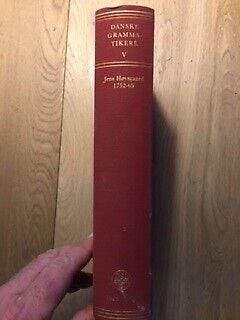 DANSKE
GRAMMA-
TIKERE
V
Jens Høysgaard
1752-69